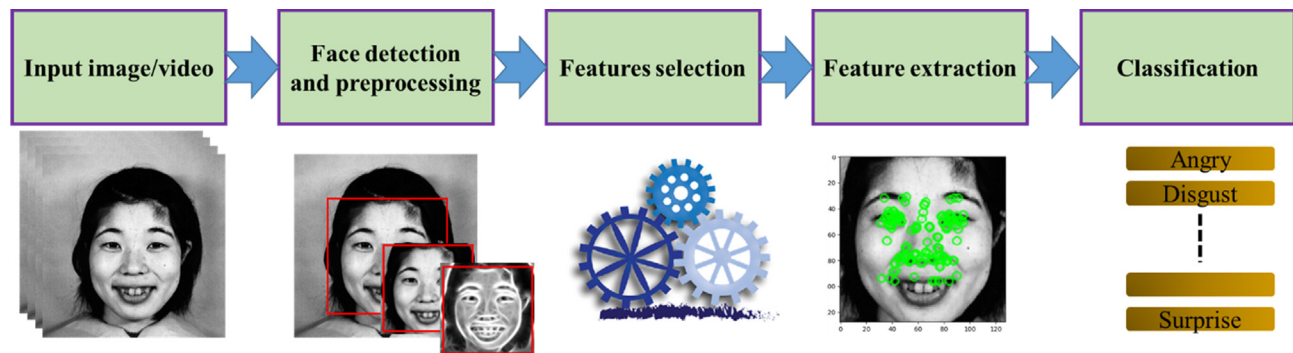 Input image/video
Face detection
and preprocessing
Features selection
Feature extraction
Classification
Angry
Disgust
Surprise
0
20
40
60
80
00
20
0
20
40
60
80
100
120